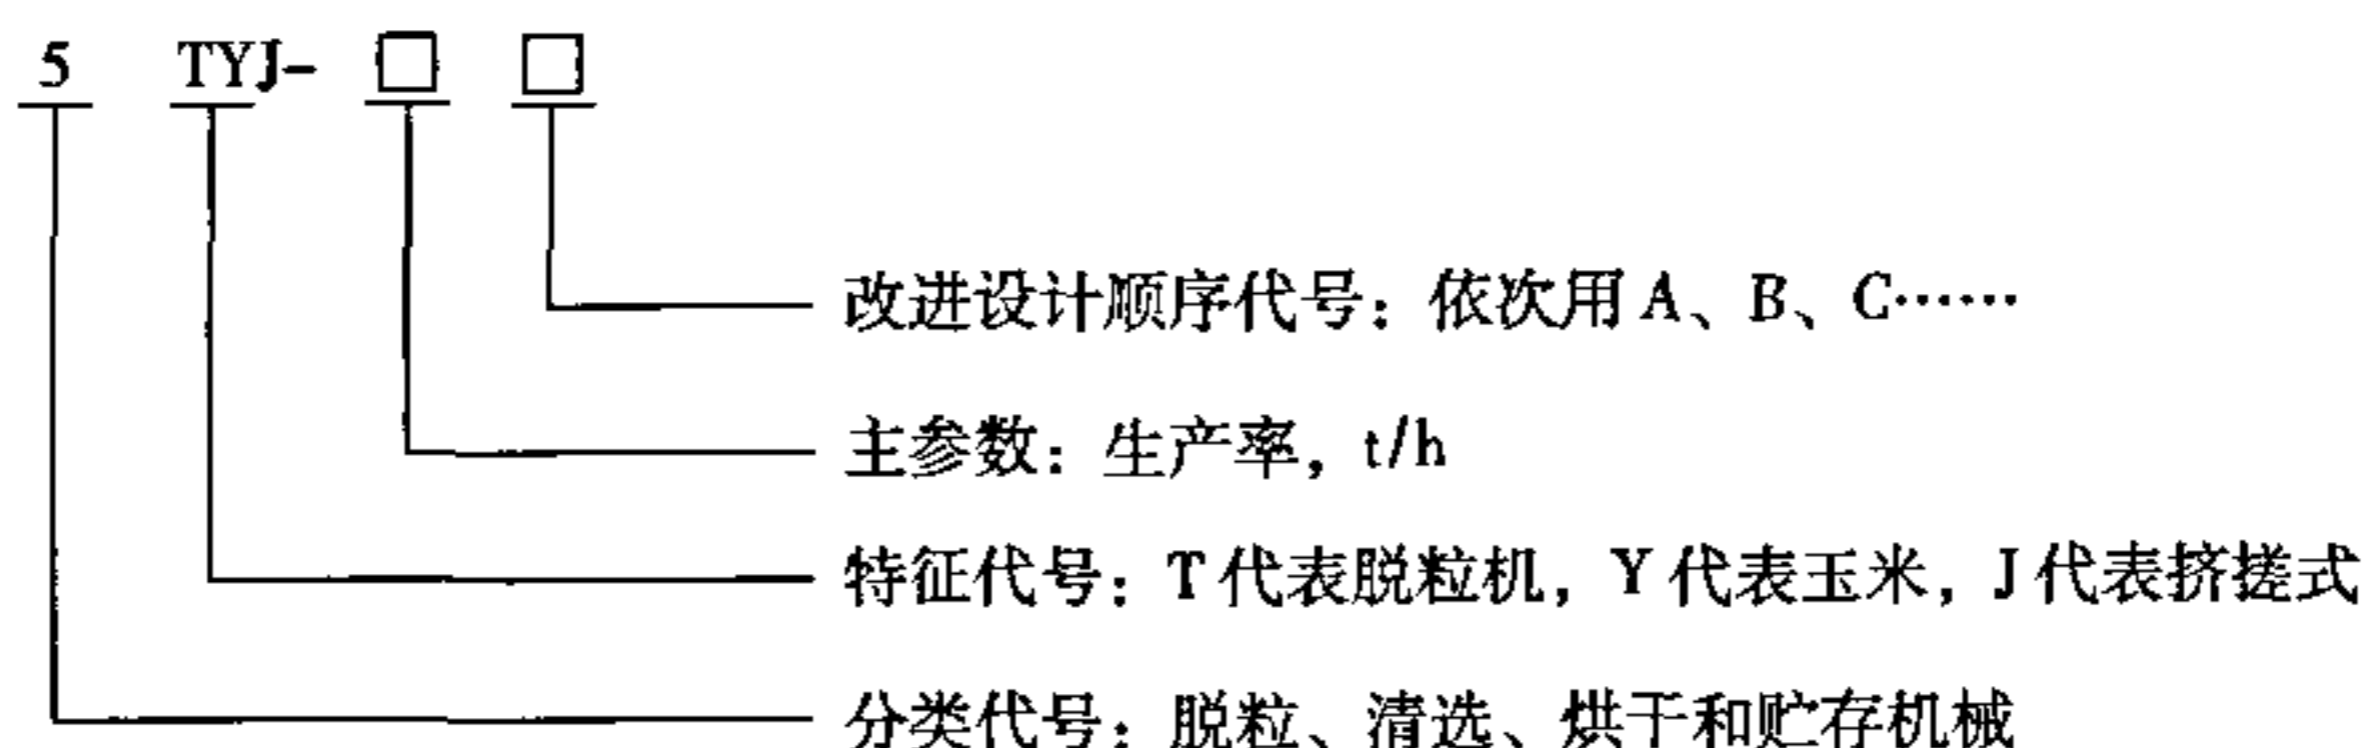 5 TYJ- □ □
改进设计顺序代号：依次用 A、B、C……
主参数：生产率，t/h
特征代号：T代表脱粒机，Y代表玉米，J代表挤搓式
分类代号：脱粒、清选、烘干和贮存机械